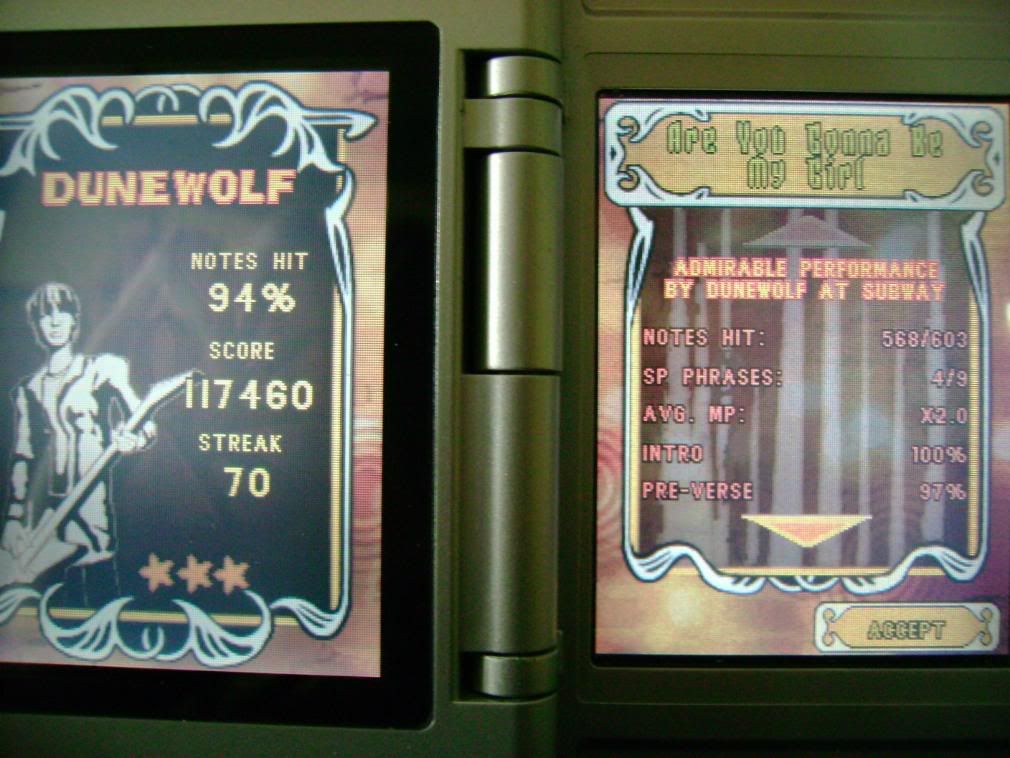 DUNEWOLF
NOTES HIT
94%
SCORE
117460
STREAK
70
Are You Gonna Be
My Girl
ADMIRABLE PERFORMANCE
BY DUNEWOLF AT SUBWAY
NOTES HIT: 568/603
SP PHRASES: 4/9
AVG. MP: X2.0
INTRO 100%
PRE-VERSE 97%
ACCEPT